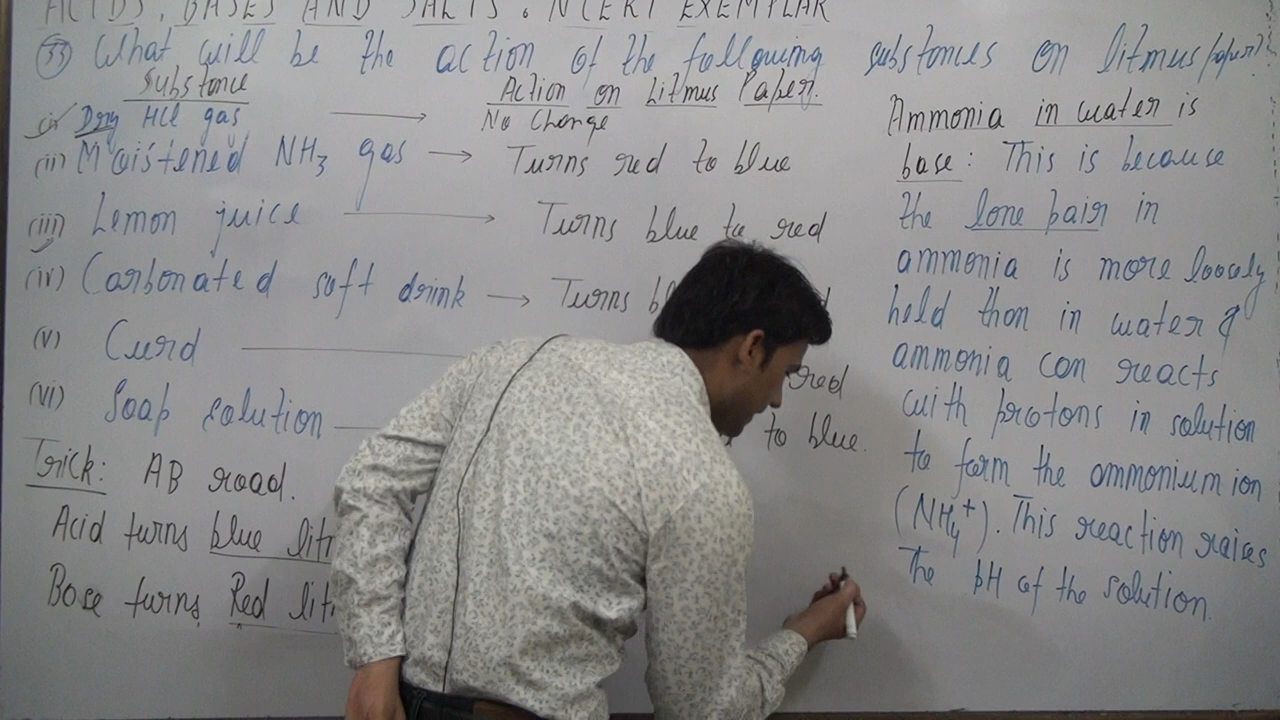 ACIDS, BASES AND SALTS. NCERT EXEMPLAR
(33) What will be the action of the following substances on litmus paper?
Substance Action on Litmus Paper.
(i) Dry HCl gas → No Change
(ii) Moistened NH3 gas → Turns red to blue
(iii) Lemon juice → Turns blue to red
(iv) Carbonated soft drink → Turns
(v) Curd red
(vi) Soap solution to blue.
Trick: AB road.
Acid turns blue
Base turns Red
Ammonia in water is
base: This is because
the lone pair in
ammonia is more loosely
held than in water &
ammonia can reacts
with protons in solution
to form the ammonium ion
(NH4+). This reaction raises
the pH of the solution.